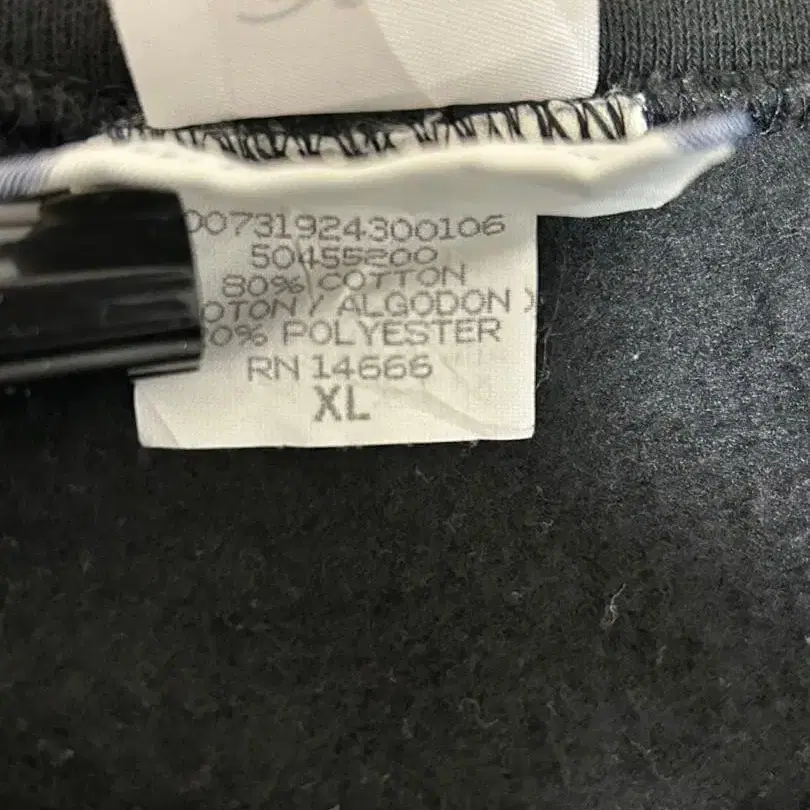 00731924300106
50455200
80% COTTON
OTON / ALGODON )
0% POLYESTER
RN 14666
XL